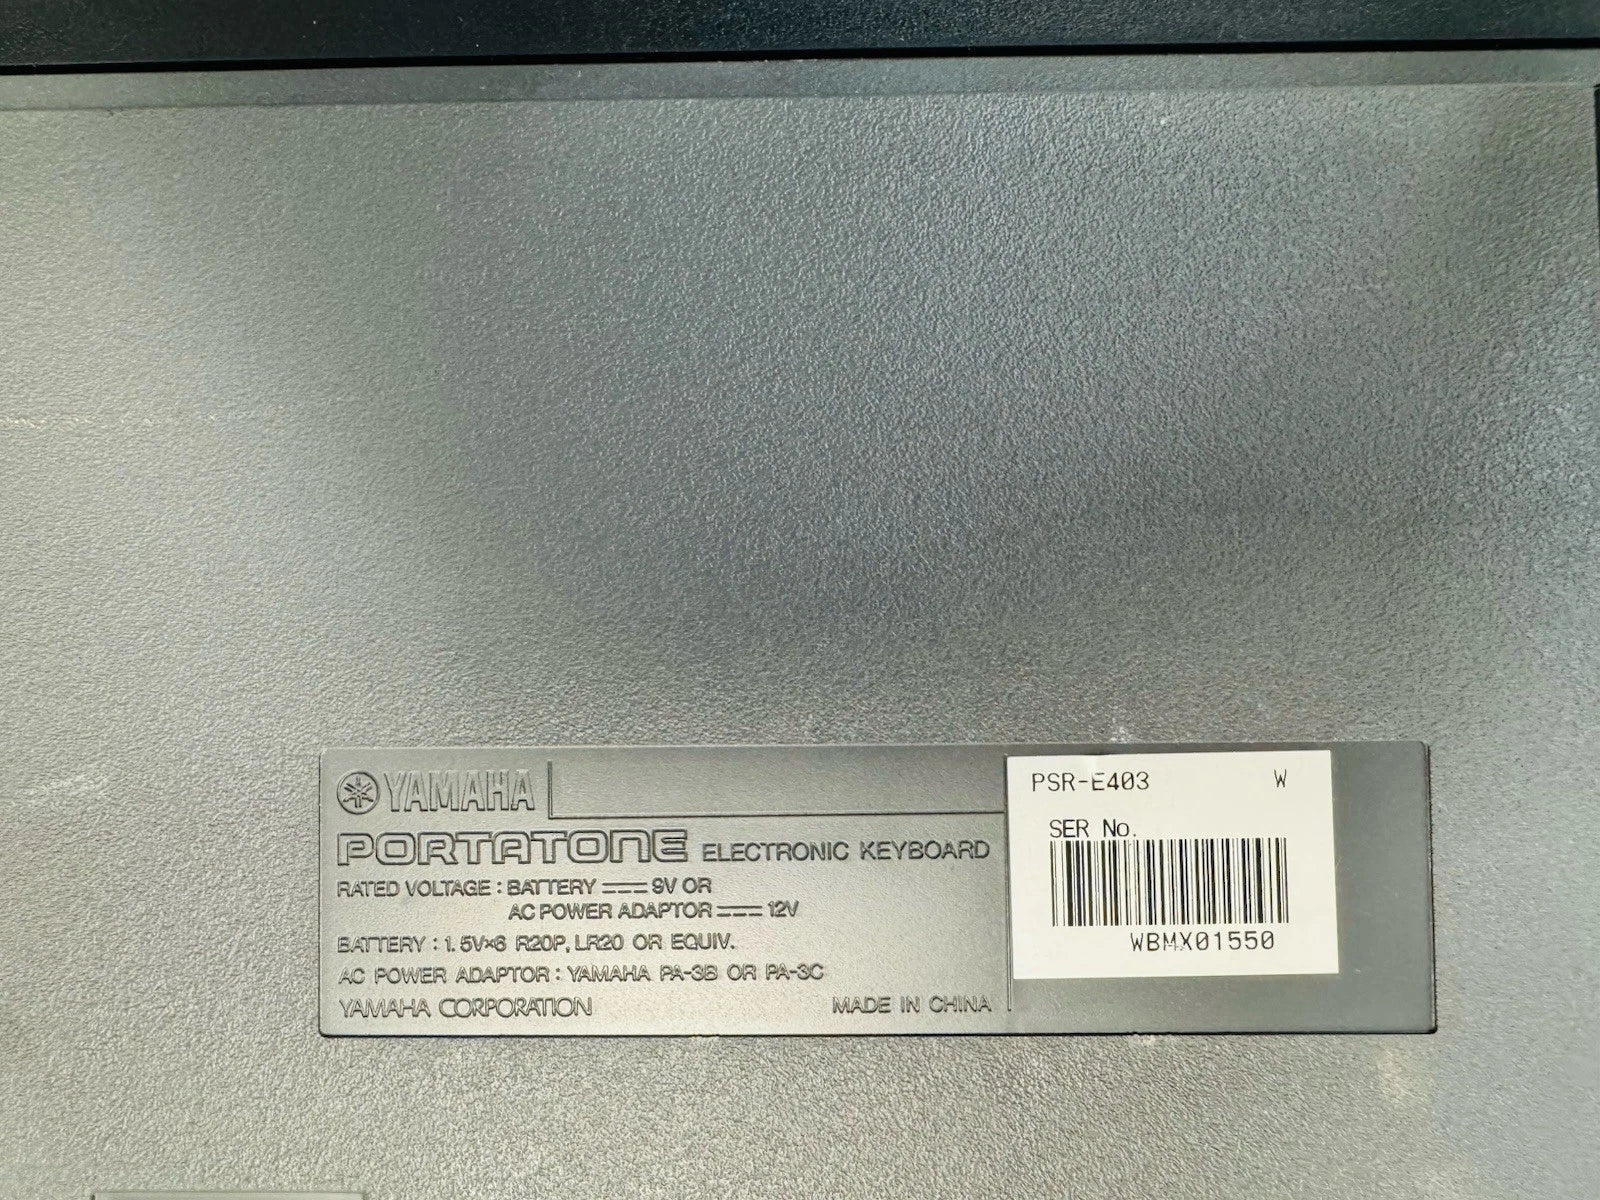 YAMAHA
PORTATONE ELECTRONIC KEYBOARD
RATED VOLTAGE : BATTERY ⎓ 9V OR
AC POWER ADAPTOR ⎓ 12V
BATTERY : 1.5V×6 R20P, LR20 OR EQUIV.
AC POWER ADAPTOR : YAMAHA PA-3B OR PA-3C
YAMAHA CORPORATION MADE IN CHINA
PSR-E403 W
SER No.
WBMX01550